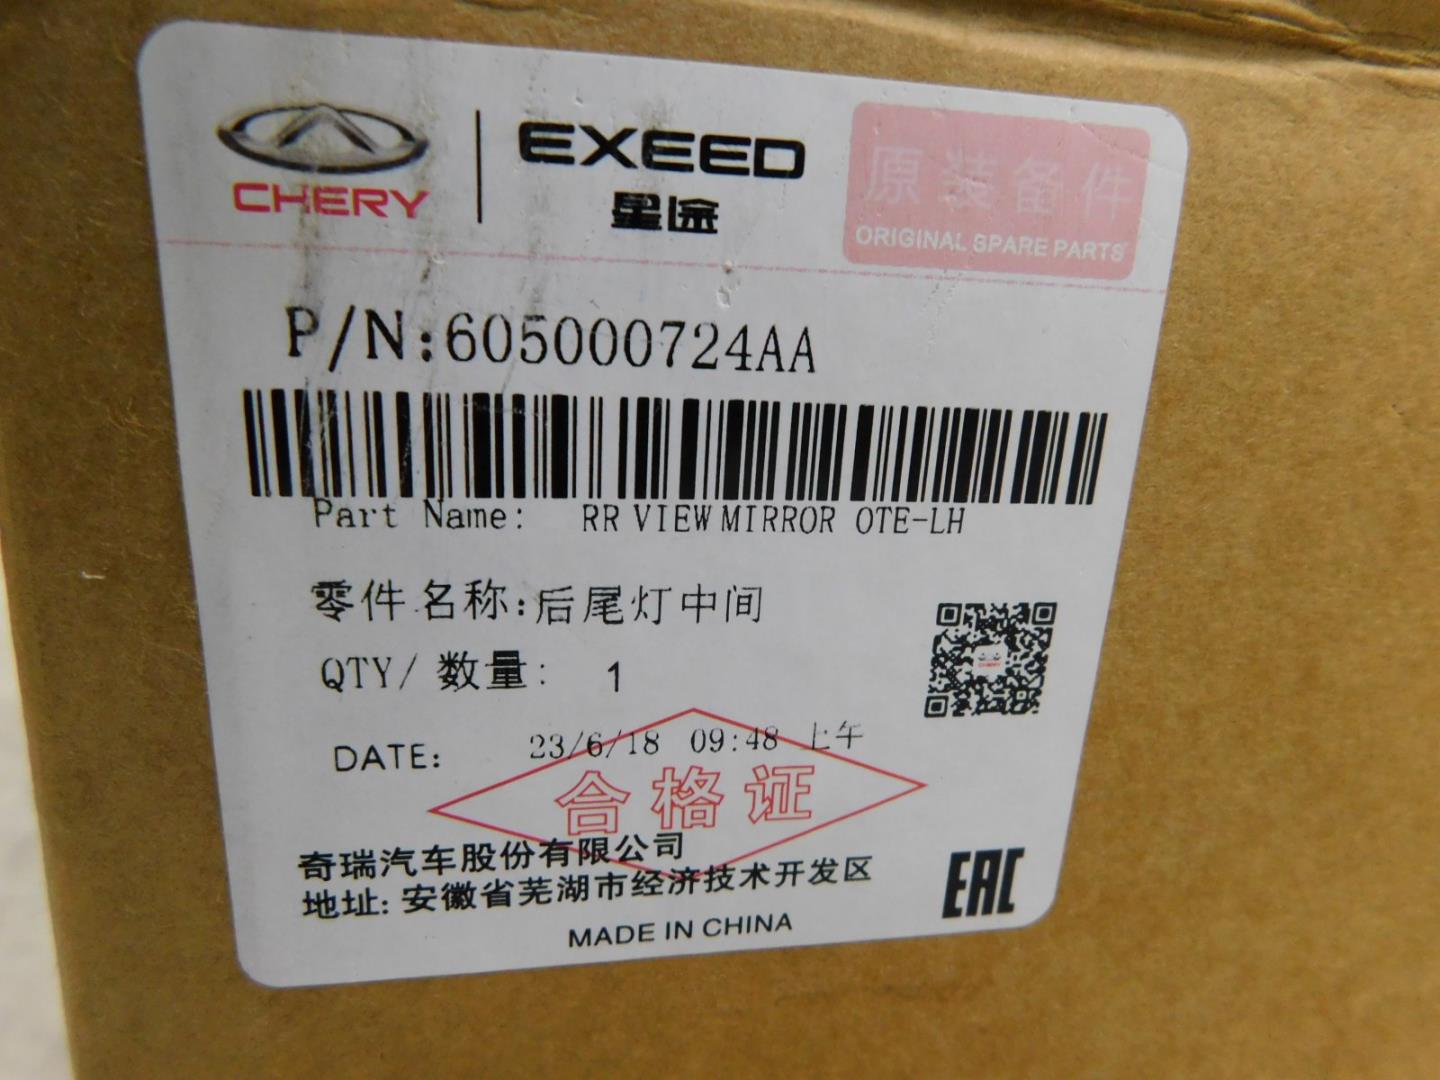 CHERY
EXEED
星途
原装备件
ORIGINAL SPARE PARTS
P/N:605000724AA
Part Name: RR VIEW MIRROR OTE-LH
零件名称:后尾灯中间
QTY/数量: 1
CHERY
DATE: 23/6/18 09:48 上午
合格证
奇瑞汽车股份有限公司
地址:安徽省芜湖市经济技术开发区
MADE IN CHINA
EAC